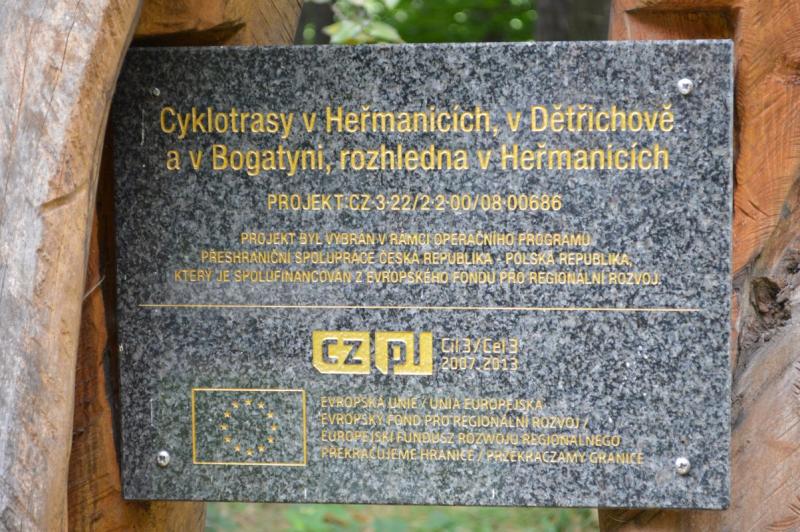 Cyklotrasy v Heřmanicích, v Dětřichově
a v Bogatyni, rozhledna v Heřmanicích
PROJEKT:CZ·3·22/2·2·00/08·00686
PROJEKT BYL VYBRÁN V RÁMCI OPERAČNÍHO PROGRAMU
PŘESHRANIČNÍ SPOLUPRÁCE ČESKÁ REPUBLIKA - POLSKÁ REPUBLIKA,
KTERÝ JE SPOLUFINANCOVÁN Z EVROPSKÉHO FONDU PRO REGIONÁLNÍ ROZVOJ.
CZ PL Cíl 3/Cel 3
2007.2013
EVROPSKÁ UNIE / UNIA EUROPEJSKA
EVROPSKÝ FOND PRO REGIONÁLNÍ ROZVOJ /
EUROPEJSKI FUNDUSZ ROZWOJU REGIONALNEGO
PŘEKRAČUJEME HRANICE / PRZEKRACZAMY GRANICE